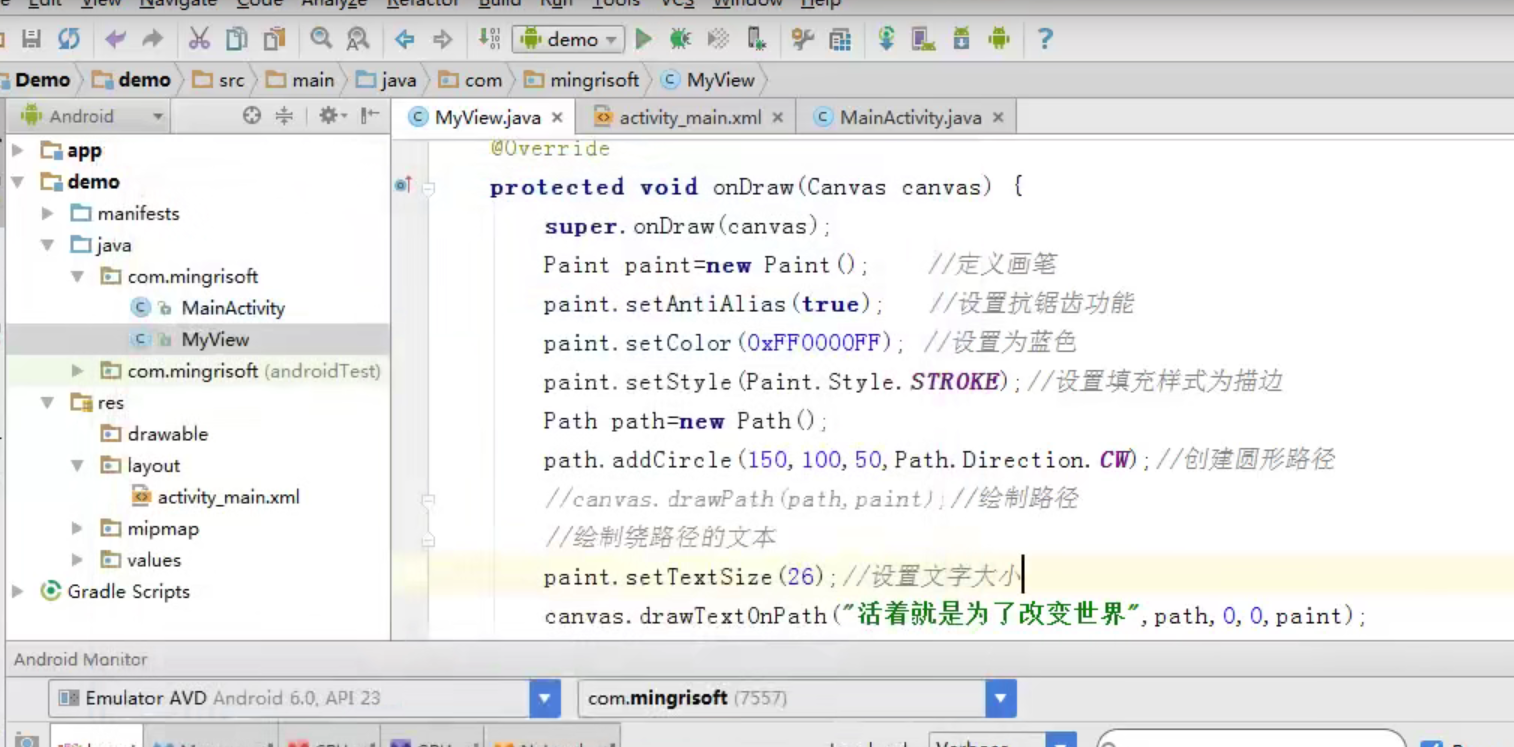 Edit View Navigate Code Analyze Refactor Build Run Tools VCS Window Help
demo
Demo demo src main java com mingrisoft MyView
Android
MyView.java activity_main.xml MainActivity.java
app
demo
manifests
java
com.mingrisoft
MainActivity
MyView
com.mingrisoft (androidTest)
res
drawable
layout
activity_main.xml
mipmap
values
Gradle Scripts
@Override
protected void onDraw(Canvas canvas) {
super.onDraw(canvas);
Paint paint=new Paint(); //定义画笔
paint.setAntiAlias(true); //设置抗锯齿功能
paint.setColor(0xFF0000FF); //设置为蓝色
paint.setStyle(Paint.Style.STROKE);//设置填充样式为描边
Path path=new Path();
path.addCircle(150,100,50,Path.Direction.CW);//创建圆形路径
//canvas.drawPath(path,paint);//绘制路径
//绘制绕路径的文本
paint.setTextSize(26);//设置文字大小
canvas.drawTextOnPath("活着就是为了改变世界",path,0,0,paint);
Android Monitor
Emulator AVD Android 6.0, API 23
com.mingrisoft (7557)